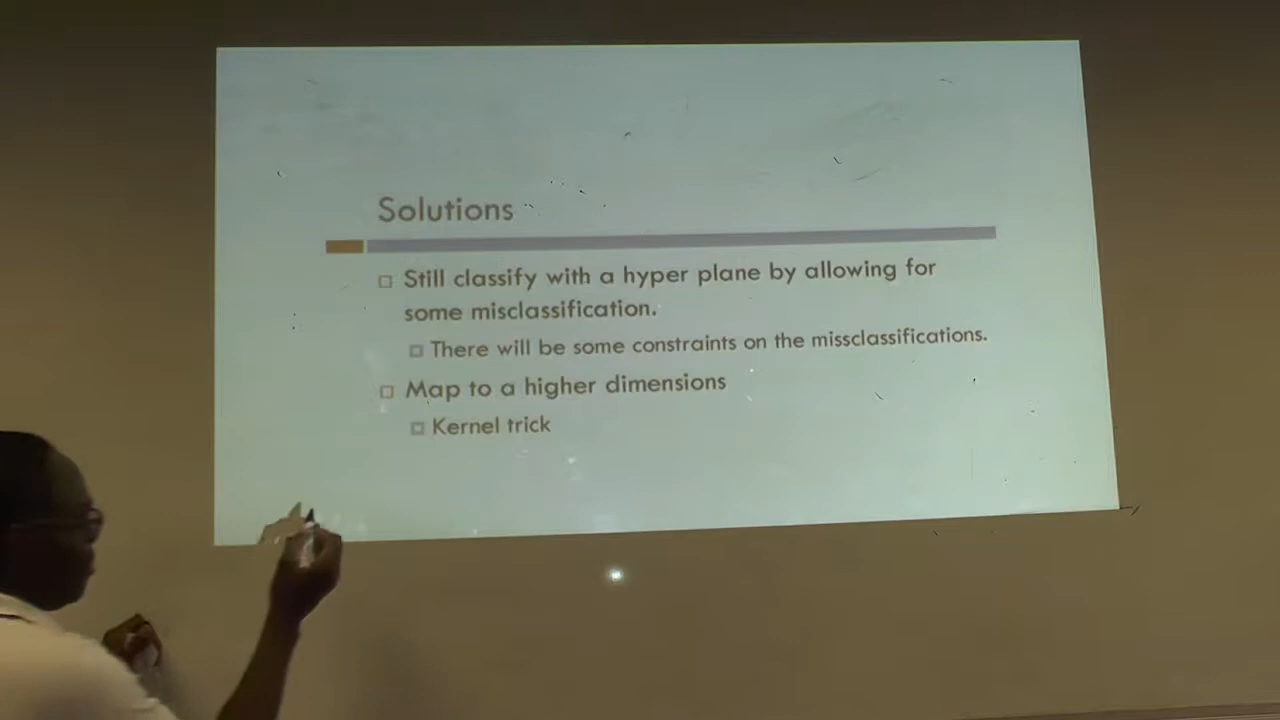 Solutions
Still classify with a hyper plane by allowing for
some misclassification.
There will be some constraints on the missclassifications.
Map to a higher dimensions
Kernel trick